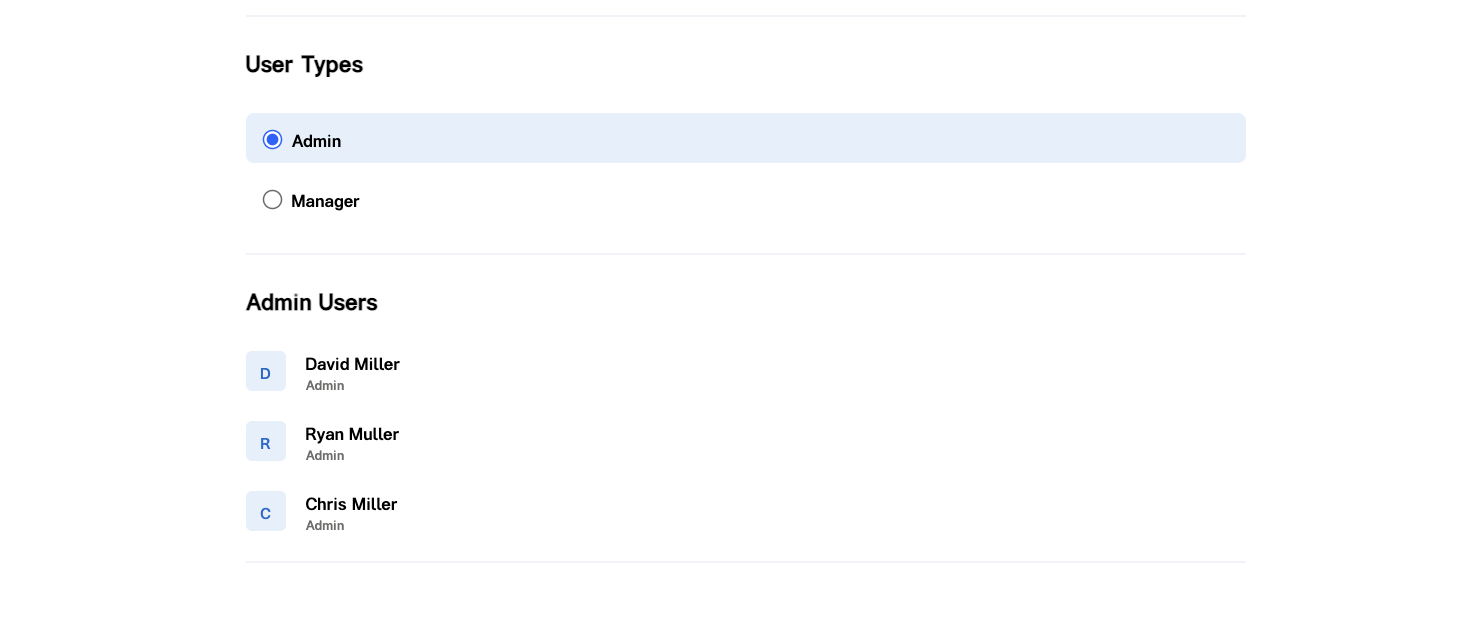 User Types
Admin
Manager
Admin Users
D
David Miller
Admin
R
Ryan Muller
Admin
C
Chris Miller
Admin